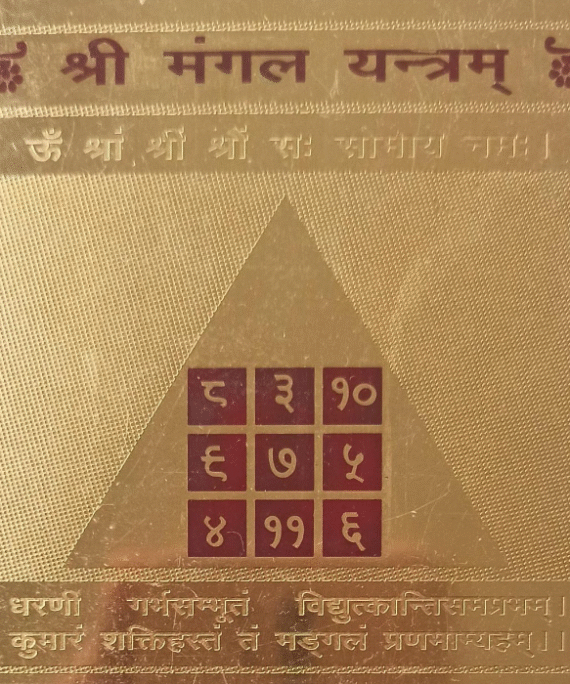 श्री मंगल यन्त्रम्
ॐ श्रां श्रीं श्रौं सः सोमाय नमः।
८ ३ १०
९ ७ ५
४ ११ ६
धरणी गर्भसम्भूतं विद्युत्कान्तिसमप्रभम्।
कुमारं शक्तिहस्तं तं मङ्गलं प्रणमाम्यहम्।।